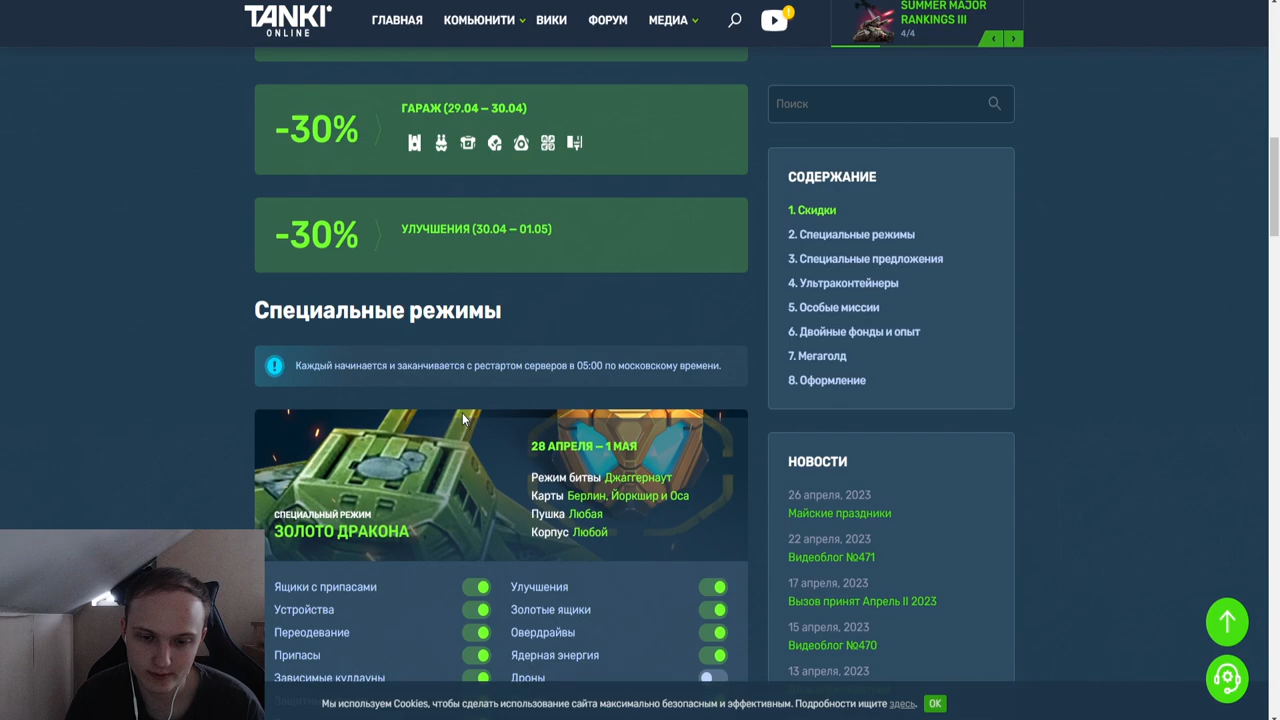 TANKI
ONLINE
ГЛАВНАЯ
КОМЬЮНИТИ
ВИКИ
ФОРУМ
МЕДИА
SUMMER MAJOR
RANKINGS III
4/4
-30%
ГАРАЖ (29.04 – 30.04)
-30%
УЛУЧШЕНИЯ (30.04 – 01.05)
Специальные режимы
Каждый начинается и заканчивается с рестартом серверов в 05:00 по московскому времени.
28 АПРЕЛЯ – 1 МАЯ
Режим битвы Джаггернаут
Карты Берлин, Йоркшир и Оса
Пушка Любая
Корпус Любой
СПЕЦИАЛЬНЫЙ РЕЖИМ
ЗОЛОТО ДРАКОНА
Ящики с припасами
Улучшения
Устройства
Золотые ящики
Переодевание
Овердрайвы
Припасы
Ядерная энергия
Зависимые кулдауны
Дроны
Поиск
СОДЕРЖАНИЕ
1. Скидки
2. Специальные режимы
3. Специальные предложения
4. Ультраконтейнеры
5. Особые миссии
6. Двойные фонды и опыт
7. Мегаголд
8. Оформление
НОВОСТИ
26 апреля, 2023
Майские праздники
22 апреля, 2023
Видеоблог №471
17 апреля, 2023
Вызов принят Апрель II 2023
15 апреля, 2023
Видеоблог №470
13 апреля, 2023
Мы используем Cookies, чтобы сделать использование сайта максимально безопасным и эффективным. Подробности ищите здесь.
OK